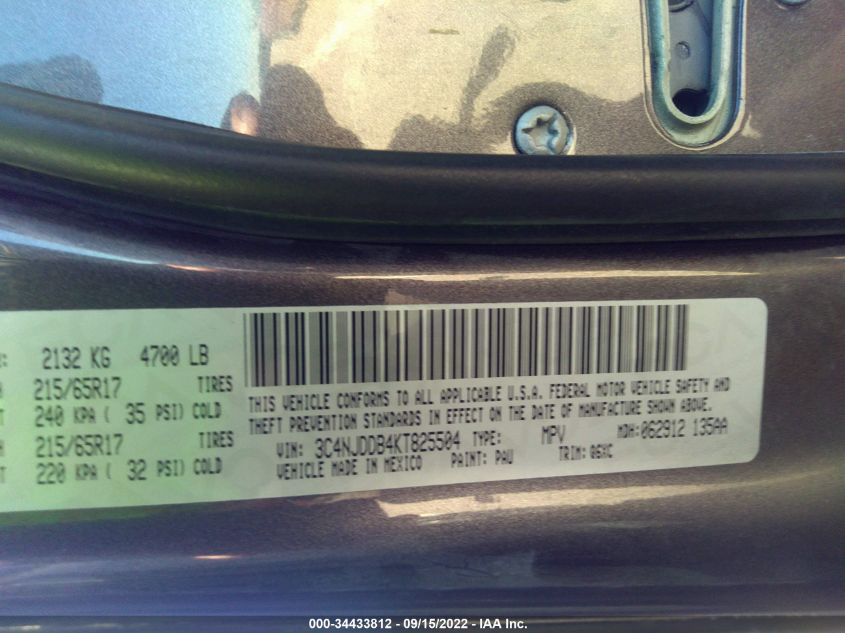 : 2132 KG 4700 LB
215/65R17 TIRES
T 240 KPA ( 35 PSI) COLD
H 215/65R17 TIRES
T 220 KPA ( 32 PSI) COLD
THIS VEHICLE CONFORMS TO ALL APPLICABLE U.S.A. FEDERAL MOTOR VEHICLE SAFETY AND
THEFT PREVENTION STANDARDS IN EFFECT ON THE DATE OF MANUFACTURE SHOWN ABOVE.
VIN: 3C4NJDDB4KT825504 TYPE: MPV MDH: 062912 135AA
VEHICLE MADE IN MEXICO PAINT: PAU TRIM: Q6XC
000-34433812 - 09/15/2022 - IAA Inc.